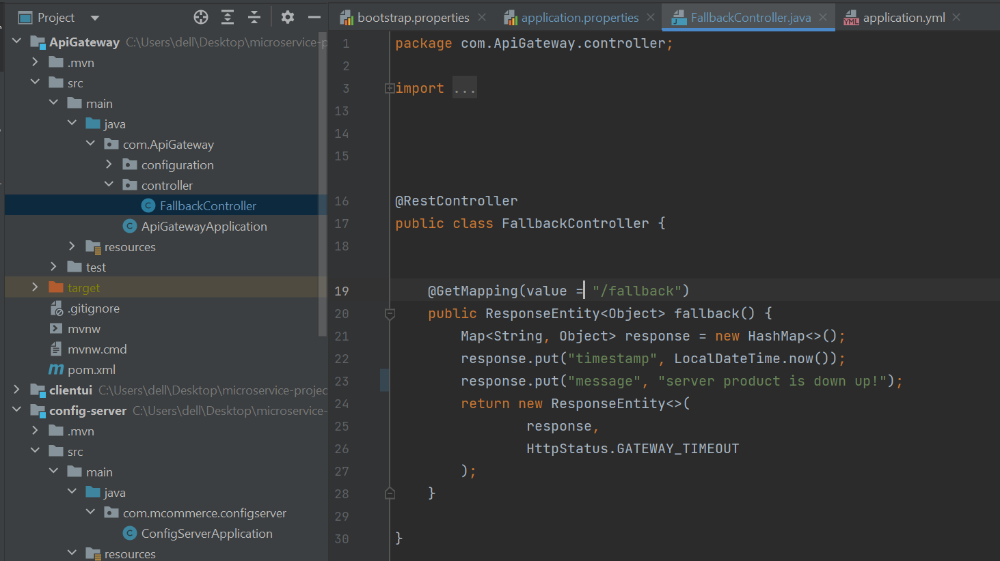 Project
ApiGateway C:\Users\dell\Desktop\microservice-p
.mvn
src
main
java
com.ApiGateway
configuration
controller
FallbackController
ApiGatewayApplication
resources
test
target
.gitignore
mvnw
mvnw.cmd
pom.xml
clientui C:\Users\dell\Desktop\microservice-projec
config-server C:\Users\dell\Desktop\microservice-
.mvn
src
main
java
com.mcommerce.configserver
ConfigServerApplication
resources
bootstrap.properties application.properties FallbackController.java application.yml
1 package com.ApiGateway.controller;
2
3 import ...
13
14
15
16 @RestController
17 public class FallbackController {
18
19 @GetMapping(value = "/fallback")
20 public ResponseEntity<Object> fallback() {
21 Map<String, Object> response = new HashMap<>();
22 response.put("timestamp", LocalDateTime.now());
23 response.put("message", "server product is down up!");
24 return new ResponseEntity<>(
25 response,
26 HttpStatus.GATEWAY_TIMEOUT
27 );
28 }
29
30 }